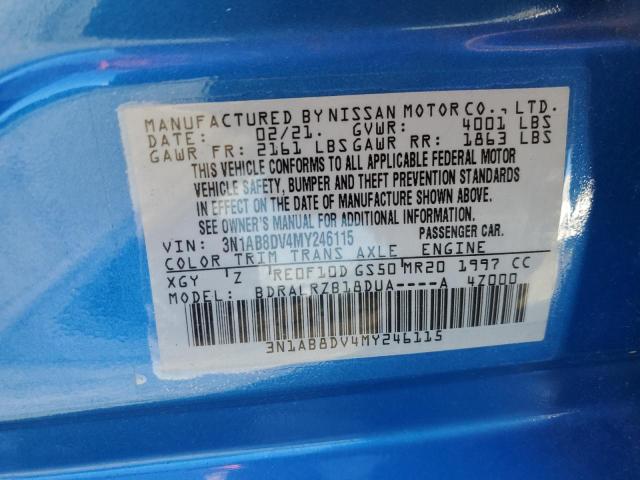 MANUFACTURED BY NISSAN MOTOR CO., LTD.
DATE: 02/21. GVWR: 4001 LBS
GAWR FR: 2161 LBS GAWR RR: 1863 LBS
THIS VEHICLE CONFORMS TO ALL APPLICABLE FEDERAL MOTOR
VEHICLE SAFETY, BUMPER AND THEFT PREVENTION STANDARDS
IN EFFECT ON THE DATE OF MANUFACTURE SHOWN ABOVE.
SEE OWNER'S MANUAL FOR ADDITIONAL INFORMATION.
VIN: 3N1AB8DV4MY246115 PASSENGER CAR.
COLOR TRIM TRANS AXLE ENGINE
XGY Z RE0F10D GS50 MR20 1997 CC
MODEL: BDRALRZB18DUA----A 4Z000
3N1AB8DV4MY246115